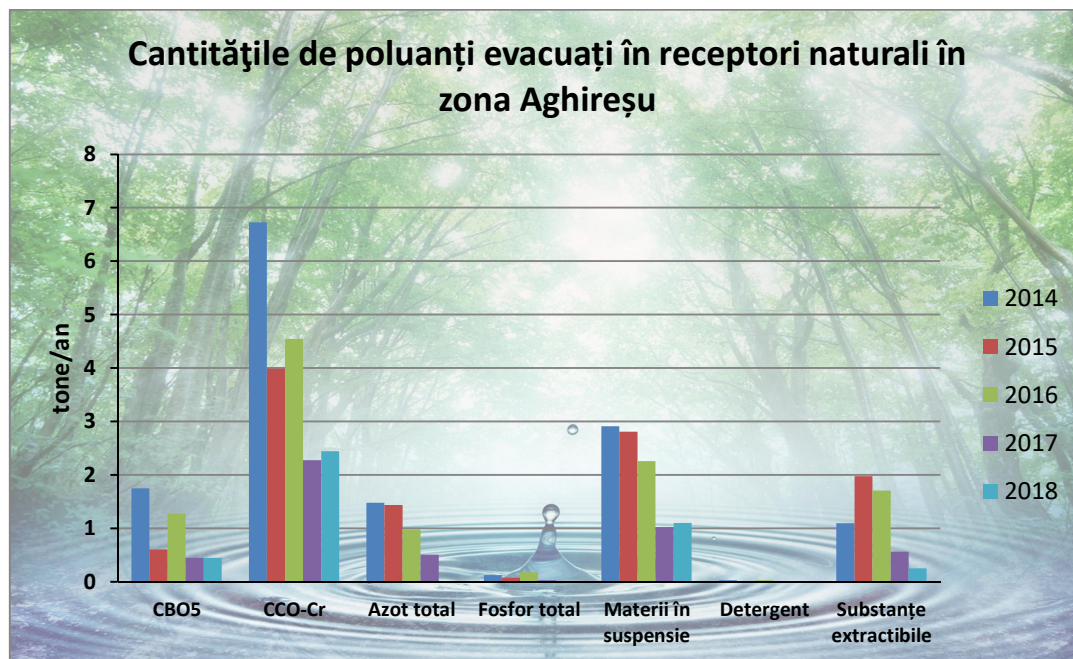 Cantităţile de poluanți evacuați în receptori naturali în
zona Aghireșu
tone/an
8
7
6
5
4
3
2
1
0
CBO5
CCO-Cr
Azot total
Fosfor total
Materii în
suspensie
Detergent
Substanțe
extractibile
2014
2015
2016
2017
2018